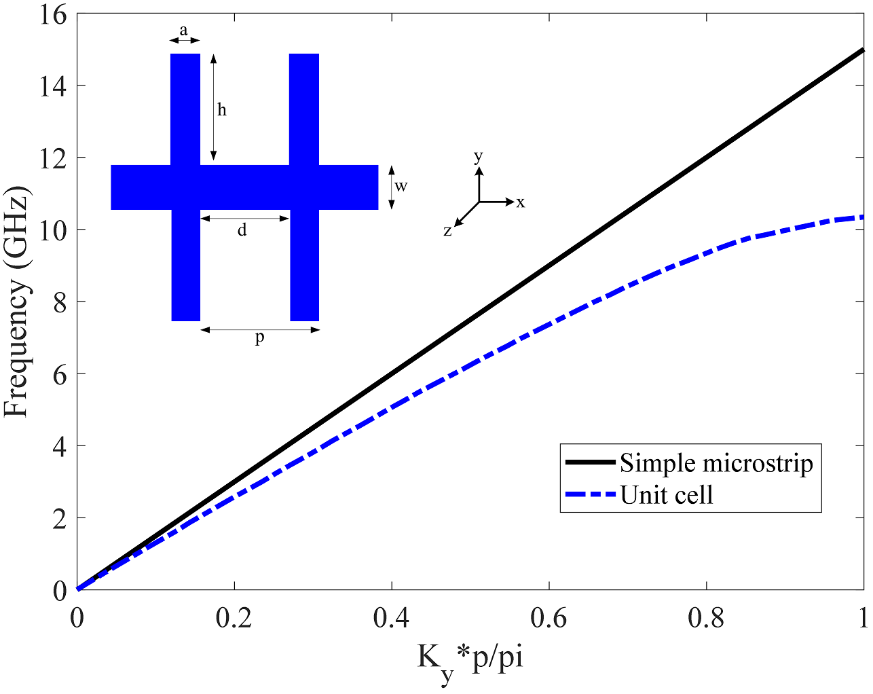 16
14
12
10
8
6
4
2
0
Frequency (GHz)
a
h
w
d
p
y
x
z
Simple microstrip
Unit cell
0 0.2 0.4 0.6 0.8 1
K_y*p/pi